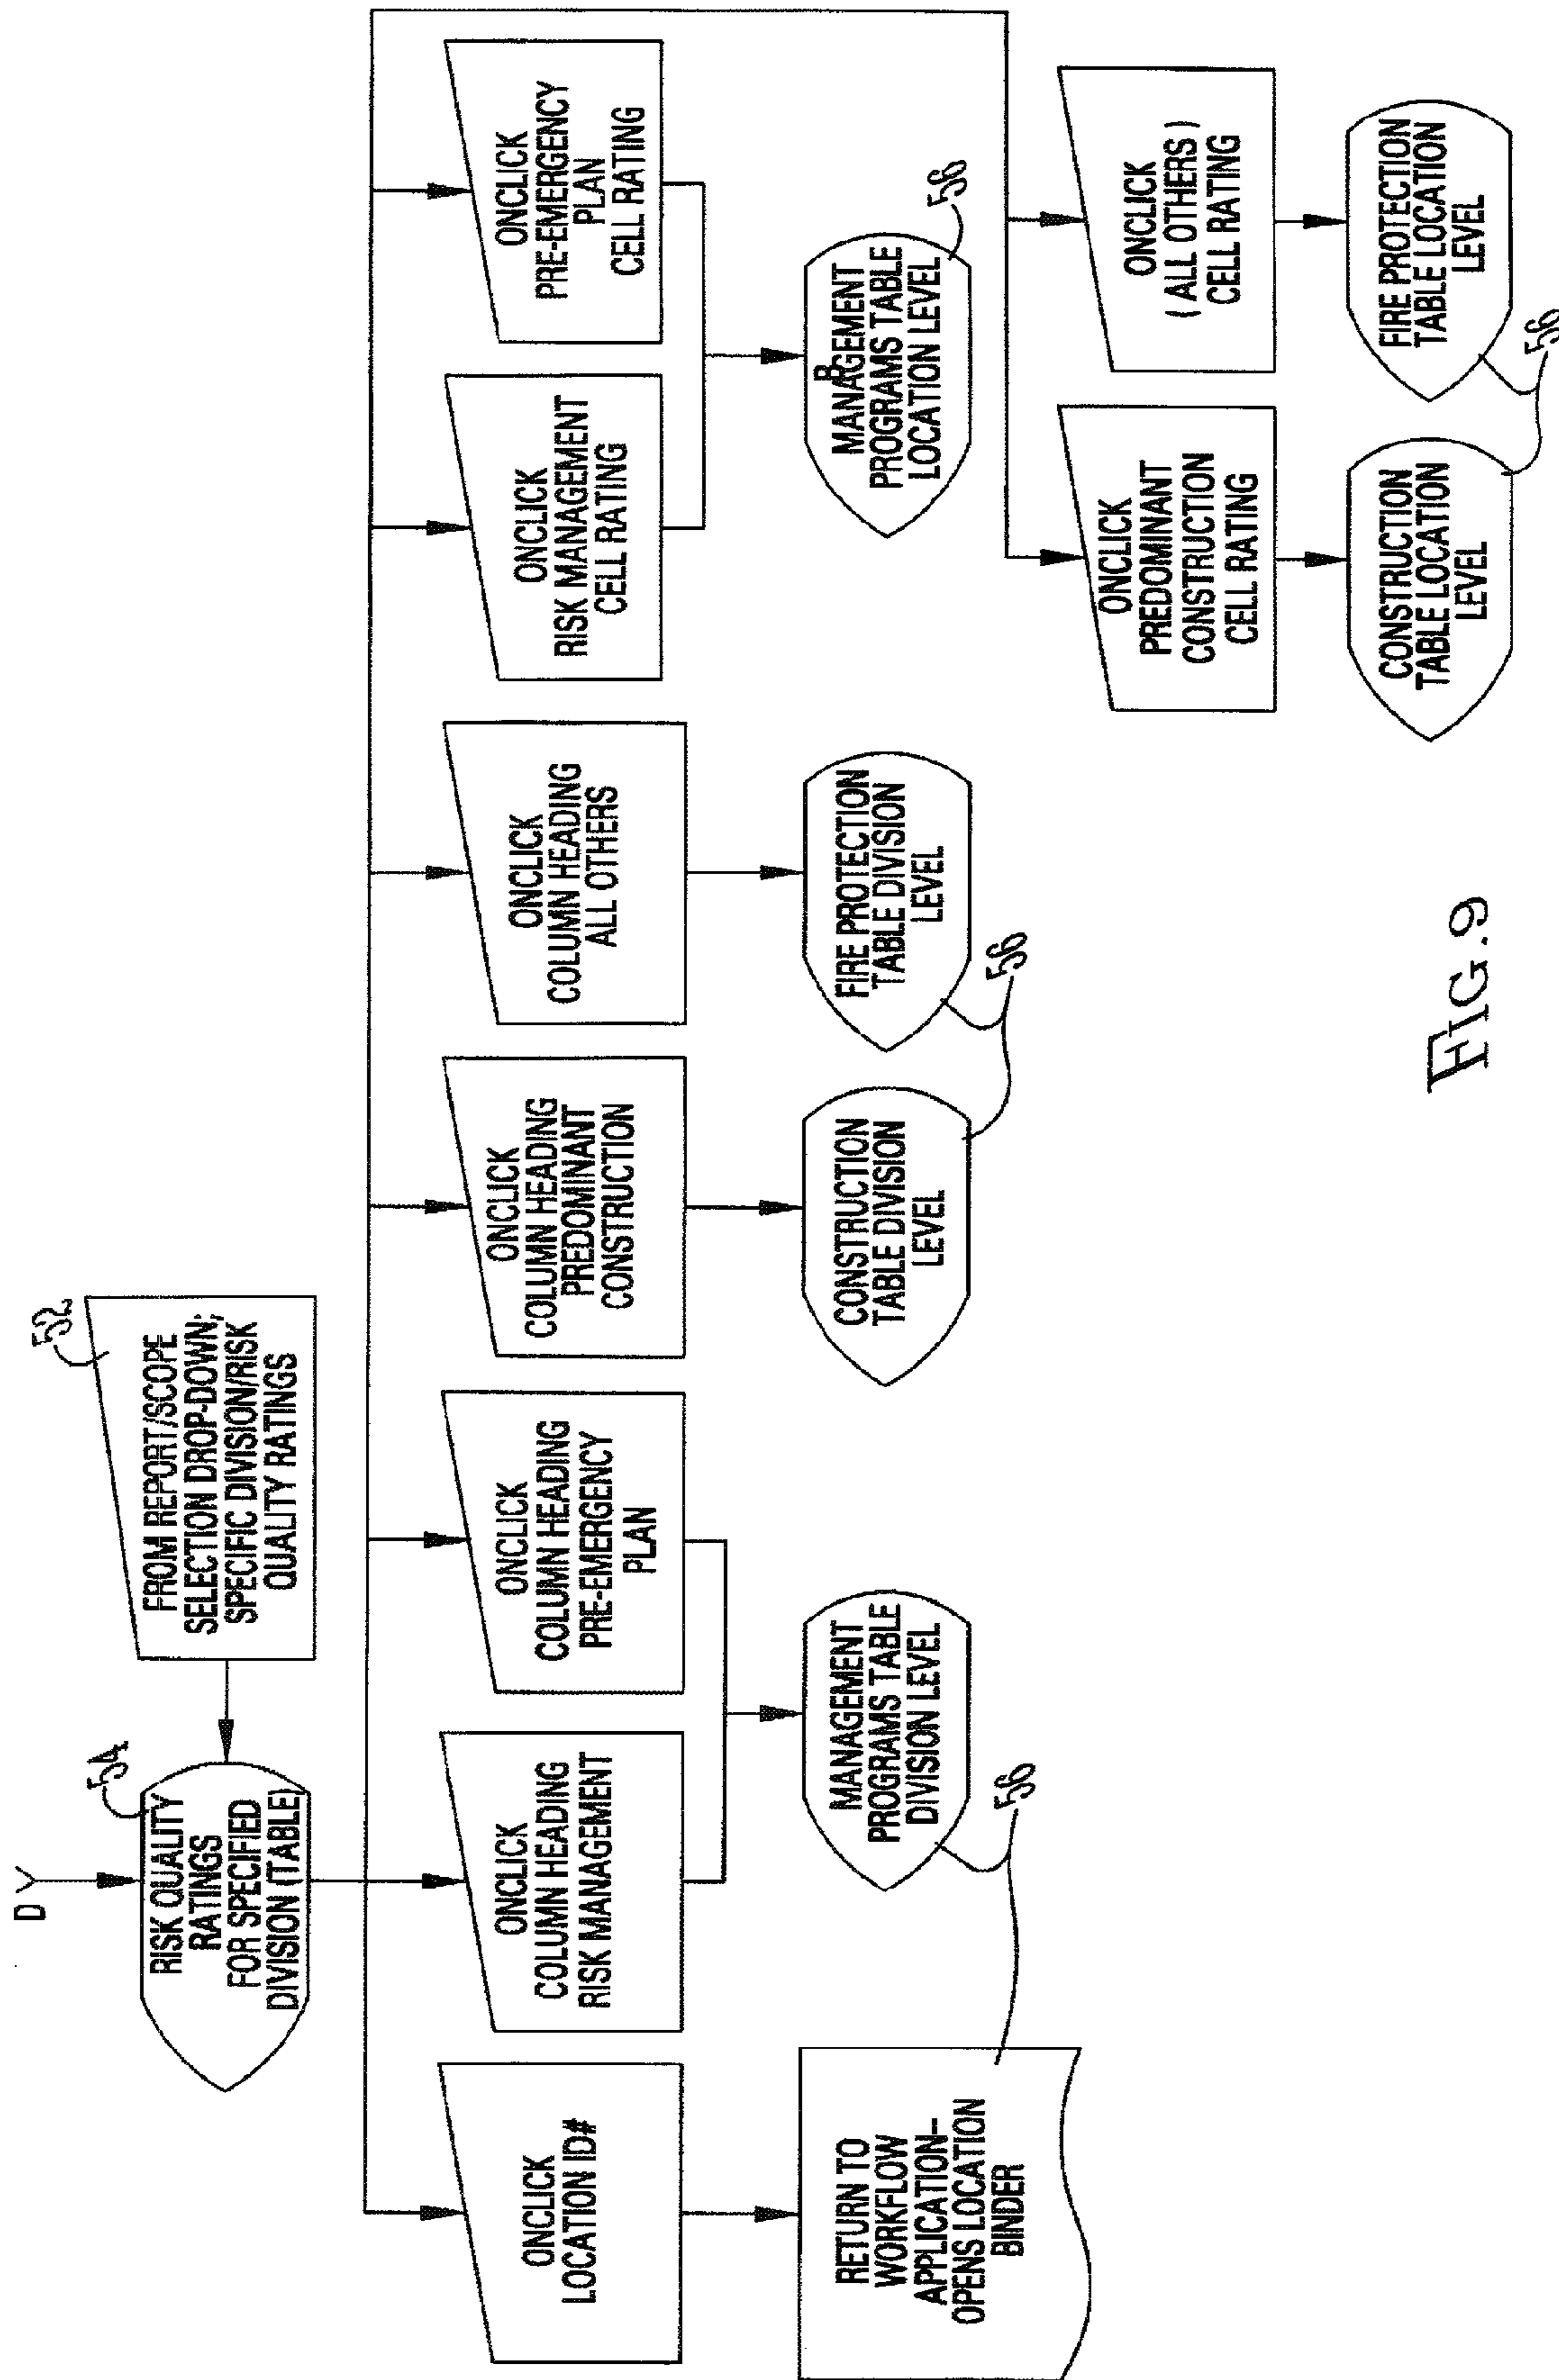 D
54
RISK QUALITY
RATINGS
FOR SPECIFIED
DIVISION (TABLE)
52
FROM REPORT/SCOPE
SELECTION DROP-DOWN;
SPECIFIC DIVISION/RISK
QUALITY RATINGS
ONCLICK
LOCATION ID#
ONCLICK
COLUMN HEADING
RISK MANAGEMENT
ONCLICK
COLUMN HEADING
PRE-EMERGENCY
PLAN
ONCLICK
COLUMN HEADING
PREDOMINANT
CONSTRUCTION
ONCLICK
COLUMN HEADING
ALL OTHERS
ONCLICK
RISK MANAGEMENT
CELL RATING
ONCLICK
PRE-EMERGENCY
PLAN
CELL RATING
RETURN TO
WORKFLOW
APPLICATION--
OPENS LOCATION
BINDER
56
MANAGEMENT
PROGRAMS TABLE
DIVISION LEVEL
CONSTRUCTION
TABLE DIVISION
LEVEL
56
FIRE PROTECTION
TABLE DIVISION
LEVEL
B
MANAGEMENT
PROGRAMS TABLE
LOCATION LEVEL
56
ONCLICK
PREDOMINANT
CONSTRUCTION
CELL RATING
ONCLICK
( ALL OTHERS )
CELL RATING
CONSTRUCTION
TABLE LOCATION
LEVEL
FIRE PROTECTION
TABLE LOCATION
LEVEL
56
FIG.9